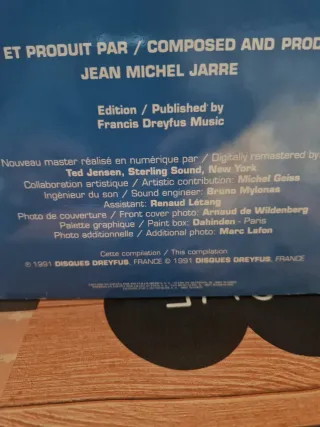 ET PRODUIT PAR / COMPOSED AND PROD
JEAN MICHEL JARRE
Edition / Published by
Francis Dreyfus Music
Nouveau master réalisé en numérique par / Digitally remastered by
Ted Jensen, Sterling Sound, New York
Collaboration artistique / Artistic contribution: Michel Geiss
Ingénieur du son / Sound engineer: Bruno Mylonas
Assistant: Renaud Létang
Photo de couverture / Front cover photo: Arnaud de Wildenberg
Palette graphique / Paint box: Dahinden - Paris
Photo additionnelle / Additional photo: Marc Lafon
Cette compilation / This compilation
℗ 1991 DISQUES DREYFUS, FRANCE © 1991 DISQUES DREYFUS, FRANCE